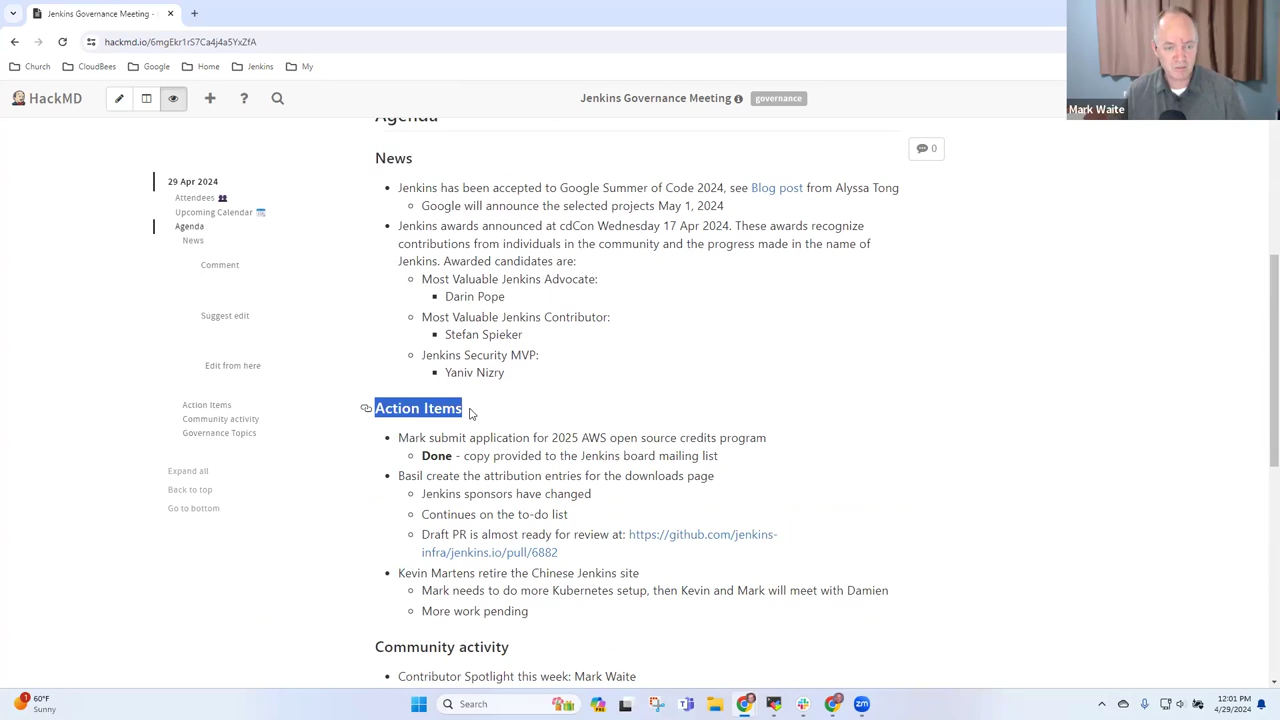 Jenkins Governance Meeting -
hackmd.io/6mgEkr1rS7Ca4j4a5YxZfA
Church
CloudBees
Google
Home
Jenkins
My
Mark Waite
HackMD
Jenkins Governance Meeting
governance
0
29 Apr 2024
Attendees
Upcoming Calendar
Agenda
News
Comment
Suggest edit
Edit from here
Action Items
Community activity
Governance Topics
Expall all
Back to top
Go to bottom
Agenda
News
Jenkins has been accepted to Google Summer of Code 2024, see Blog post from Alyssa Tong
Google will announce the selected projects May 1, 2024
Jenkins awards announced at cdCon Wednesday 17 Apr 2024. These awards recognize
contributions from individuals in the community and the progress made in the name of
Jenkins. Awarded candidates are:
Most Valuable Jenkins Advocate:
Darin Pope
Most Valuable Jenkins Contributor:
Stefan Spieker
Jenkins Security MVP:
Yaniv Nizry
Action Items
Mark submit application for 2025 AWS open source credits program
Done - copy provided to the Jenkins board mailing list
Basil create the attribution entries for the downloads page
Jenkins sponsors have changed
Continues on the to-do list
Draft PR is almost ready for review at: https://github.com/jenkins-
infra/jenkins.io/pull/6882
Kevin Martens retire the Chinese Jenkins site
Mark needs to do more Kubernetes setup, then Kevin and Mark will meet with Damien
More work pending
Community activity
Contributor Spotlight this week: Mark Waite
1
60°F
Sunny
Search
12:01 PM
4/29/2024